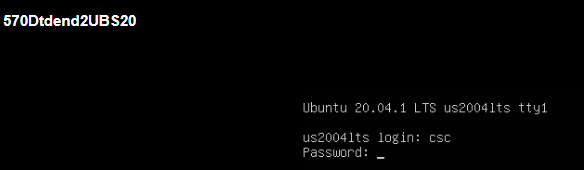 570Dtdend2UBS20
Ubuntu 20.04.1 LTS us2004lts tty1
us2004lts login: csc
Password: _